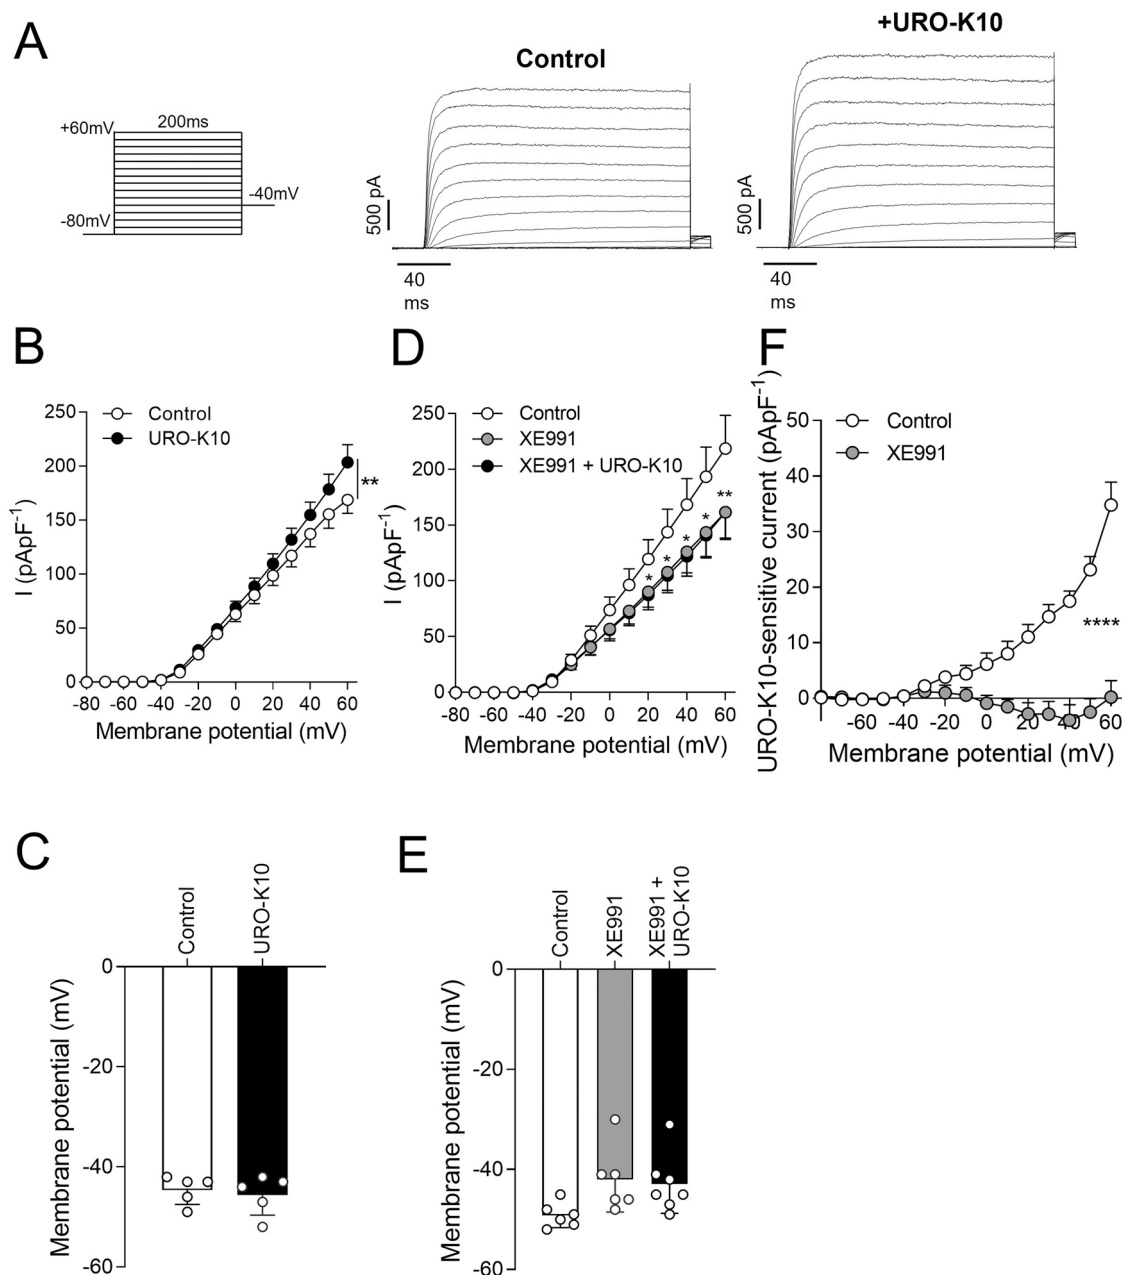 A
+60mV
200ms
-40mV
-80mV
Control
500 pA
40
ms
+URO-K10
500 pA
40
ms
B
Control
URO-K10
I (pApF-1)
250
200
150
100
50
0
**
-80 -60 -40 -20 0 20 40 60
Membrane potential (mV)
D
Control
XE991
XE991 + URO-K10
I (pApF-1)
250
200
150
100
50
0
* * * * **
-80 -60 -40 -20 0 20 40 60
Membrane potential (mV)
F
Control
XE991
URO-K10-sensitive current (pApF-1)
50
40
30
20
10
0
****
-60 -40 -20 0 20 40 60
Membrane potential (mV)
C
Control
URO-K10
Membrane potential (mV)
0
-20
-40
-60
E
Control
XE991
XE991 +
URO-K10
Membrane potential (mV)
0
-20
-40
-60